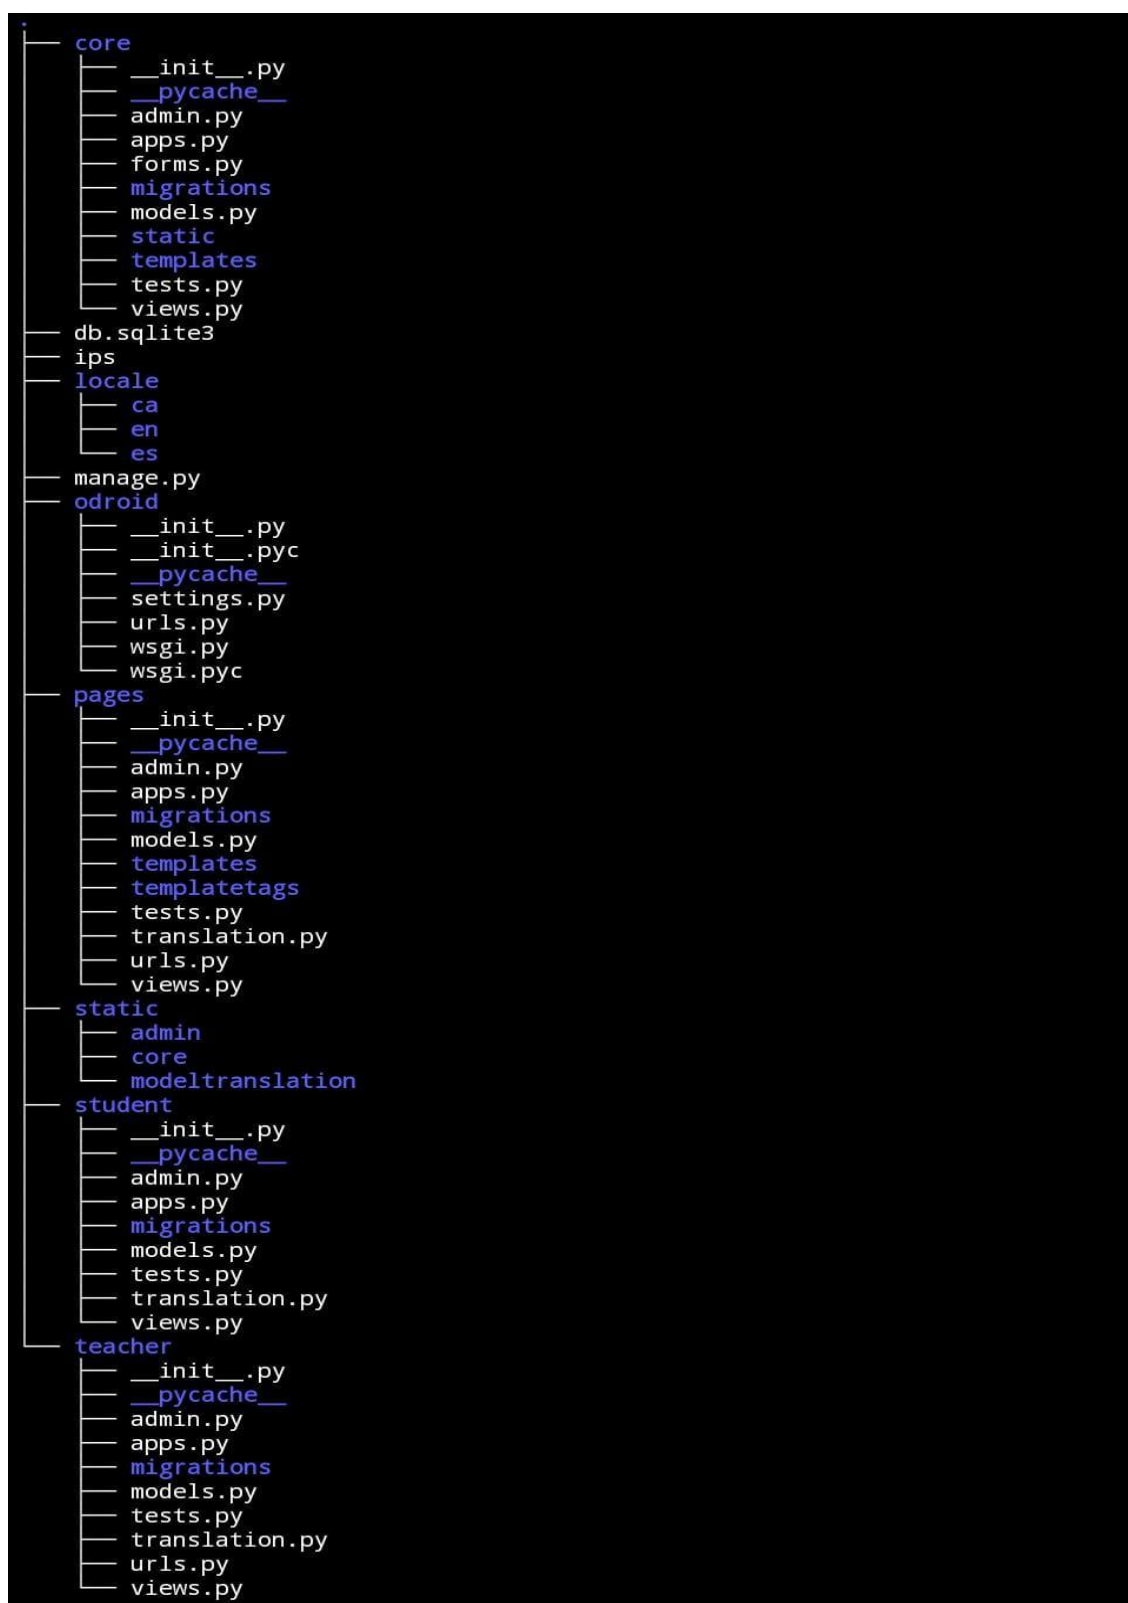 .
├── core
│   ├── __init__.py
│   ├── __pycache__
│   ├── admin.py
│   ├── apps.py
│   ├── forms.py
│   ├── migrations
│   ├── models.py
│   ├── static
│   ├── templates
│   ├── tests.py
│   └── views.py
├── db.sqlite3
├── ips
├── locale
│   ├── ca
│   ├── en
│   └── es
├── manage.py
├── odroid
│   ├── __init__.py
│   ├── __init__.pyc
│   ├── __pycache__
│   ├── settings.py
│   ├── urls.py
│   ├── wsgi.py
│   └── wsgi.pyc
├── pages
│   ├── __init__.py
│   ├── __pycache__
│   ├── admin.py
│   ├── apps.py
│   ├── migrations
│   ├── models.py
│   ├── templates
│   ├── templatetags
│   ├── tests.py
│   ├── translation.py
│   ├── urls.py
│   └── views.py
├── static
│   ├── admin
│   ├── core
│   └── modeltranslation
├── student
│   ├── __init__.py
│   ├── __pycache__
│   ├── admin.py
│   ├── apps.py
│   ├── migrations
│   ├── models.py
│   ├── tests.py
│   ├── translation.py
│   └── views.py
└── teacher
    ├── __init__.py
    ├── __pycache__
    ├── admin.py
    ├── apps.py
    ├── migrations
    ├── models.py
    ├── tests.py
    ├── translation.py
    ├── urls.py
    └── views.py